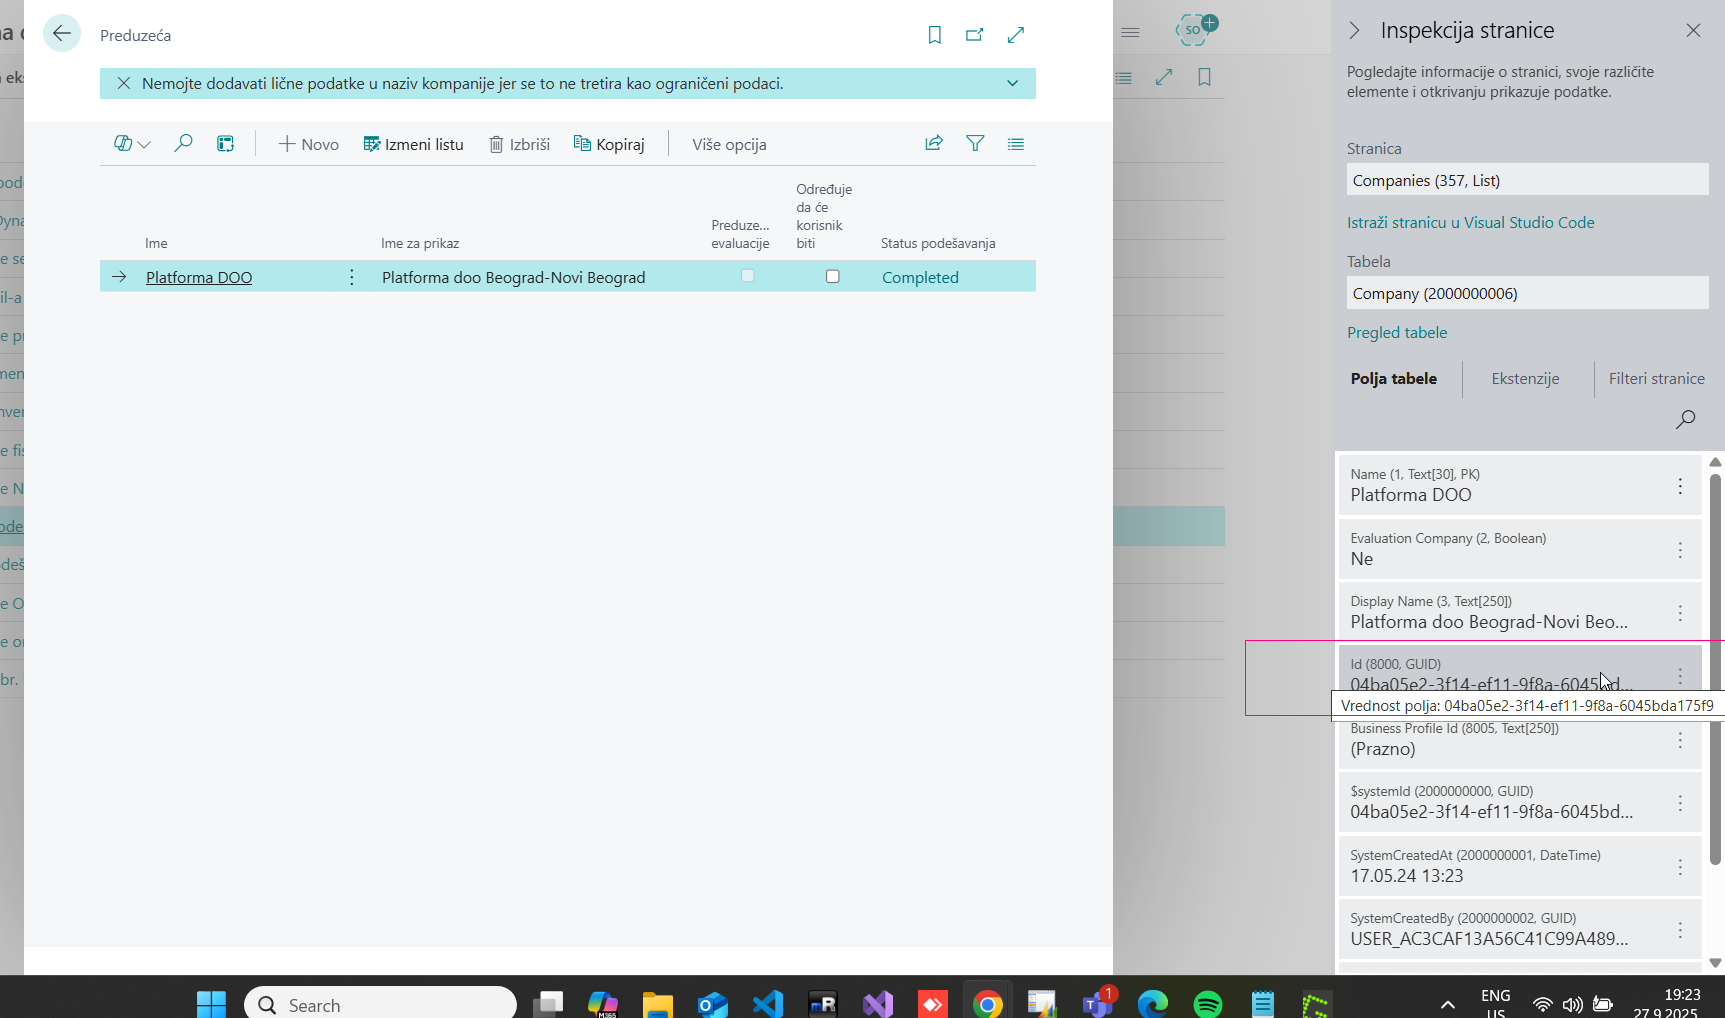 Preduzeća
Nemojte dodavati lične podatke u naziv kompanije jer se to ne tretira kao ograničeni podaci.
Novo
Izmeni listu
Izbriši
Kopiraj
Više opcija
Ime
Ime za prikaz
Preduze...
evaluacije
Određuje
da će
korisnik
biti
Status podešavanja
Platforma DOO
Platforma doo Beograd-Novi Beograd
Completed
SO
Inspekcija stranice
Pogledajte informacije o stranici, svoje različite
elemente i otkrivanju prikazuje podatke.
Stranica
Companies (357, List)
Istraži stranicu u Visual Studio Code
Tabela
Company (2000000006)
Pregled tabele
Polja tabele
Ekstenzije
Filteri stranice
Name (1, Text[30], PK)
Platforma DOO
Evaluation Company (2, Boolean)
Ne
Display Name (3, Text[250])
Platforma doo Beograd-Novi Beo...
Id (8000, GUID)
04ba05e2-3f14-ef11-9f8a-6045bd...
Vrednost polja: 04ba05e2-3f14-ef11-9f8a-6045bda175f9
Business Profile Id (8005, Text[250])
(Prazno)
$systemId (2000000000, GUID)
04ba05e2-3f14-ef11-9f8a-6045bd...
SystemCreatedAt (2000000001, DateTime)
17.05.24 13:23
SystemCreatedBy (2000000002, GUID)
USER_AC3CAF13A56C41C99A489...
Search
M365
1
ENG
US
19:23
27.9.2025